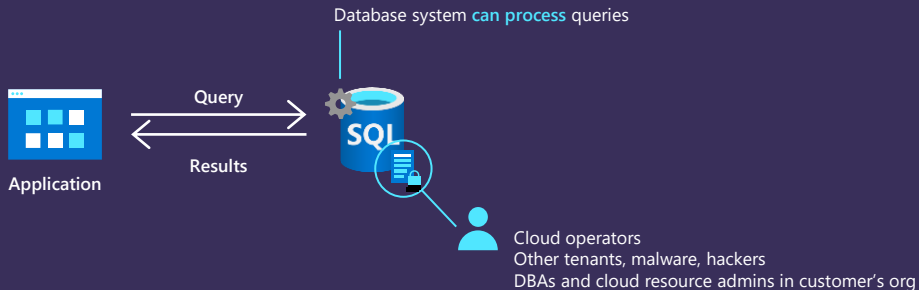 Database system can process queries
Query
SQL
Results
Application
Cloud operators
Other tenants, malware, hackers
DBAs and cloud resource admins in customer's org